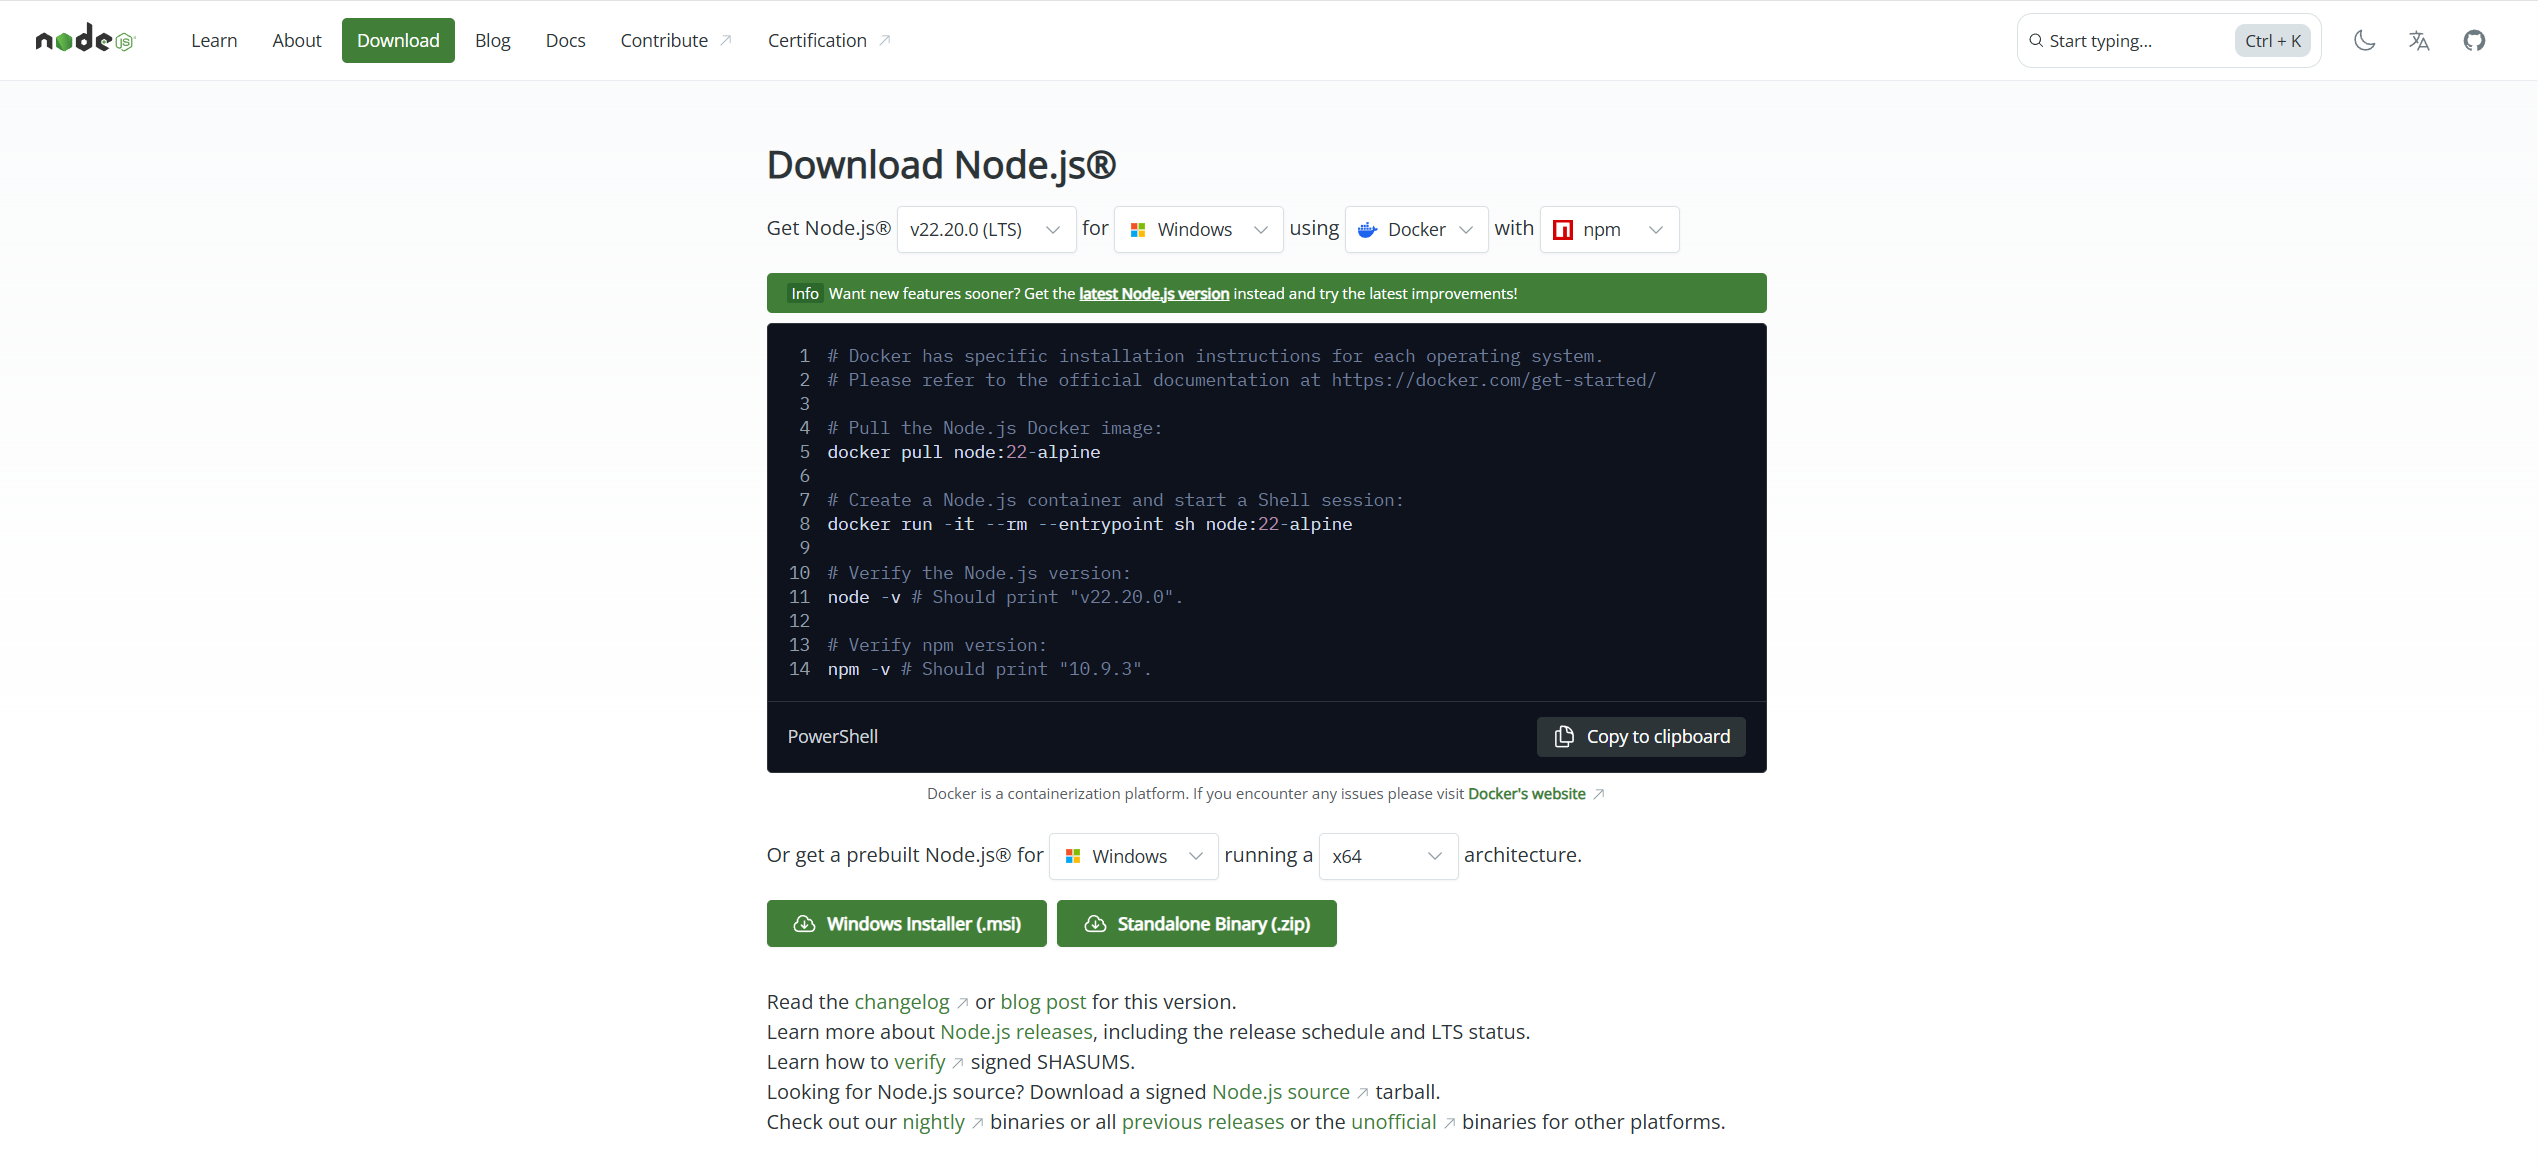 node JS
Learn About Download Blog Docs Contribute Certification Start typing... Ctrl + K
Download Node.js®
Get Node.js® v22.20.0 (LTS) for Windows using Docker with npm
Info Want new features sooner? Get the latest Node.js version instead and try the latest improvements!
1 # Docker has specific installation instructions for each operating system.
2 # Please refer to the official documentation at https://docker.com/get-started/
3
4 # Pull the Node.js Docker image:
5 docker pull node:22-alpine
6
7 # Create a Node.js container and start a Shell session:
8 docker run -it --rm --entrypoint sh node:22-alpine
9
10 # Verify the Node.js version:
11 node -v # Should print "v22.20.0".
12
13 # Verify npm version:
14 npm -v # Should print "10.9.3".
PowerShell Copy to clipboard
Docker is a containerization platform. If you encounter any issues please visit Docker's website
Or get a prebuilt Node.js® for Windows running a x64 architecture.
Windows Installer (.msi) Standalone Binary (.zip)
Read the changelog or blog post for this version.
Learn more about Node.js releases, including the release schedule and LTS status.
Learn how to verify signed SHASUMS.
Looking for Node.js source? Download a signed Node.js source tarball.
Check out our nightly binaries or all previous releases or the unofficial binaries for other platforms.